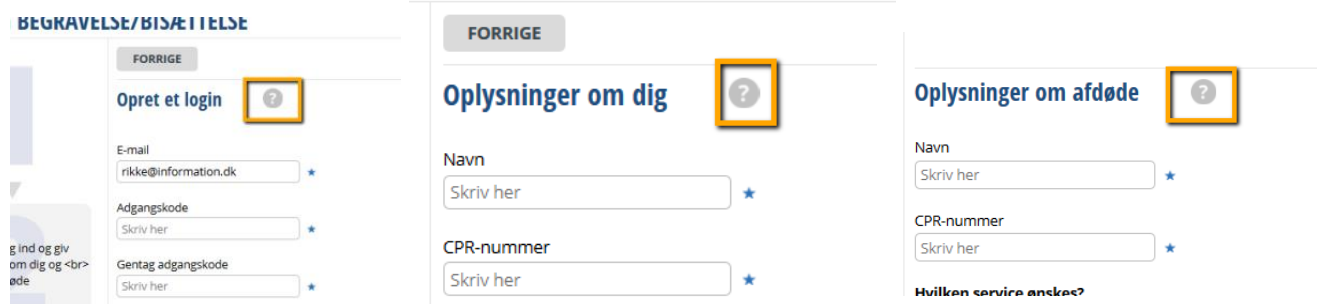 BEGRAVELSE/BISÆTTELSE
FORRIGE
Opret et login ?
E-mail
rikke@information.dk ★
Adgangskode
Skriv her ★
Gentag adgangskode
Skriv her ★
g ind og giv
om dig og <br>
øde
FORRIGE
Oplysninger om dig ?
Navn
Skriv her ★
CPR-nummer
Skriv her ★
Oplysninger om afdøde ?
Navn
Skriv her ★
CPR-nummer
Skriv her ★
Hvilken service ønskes?